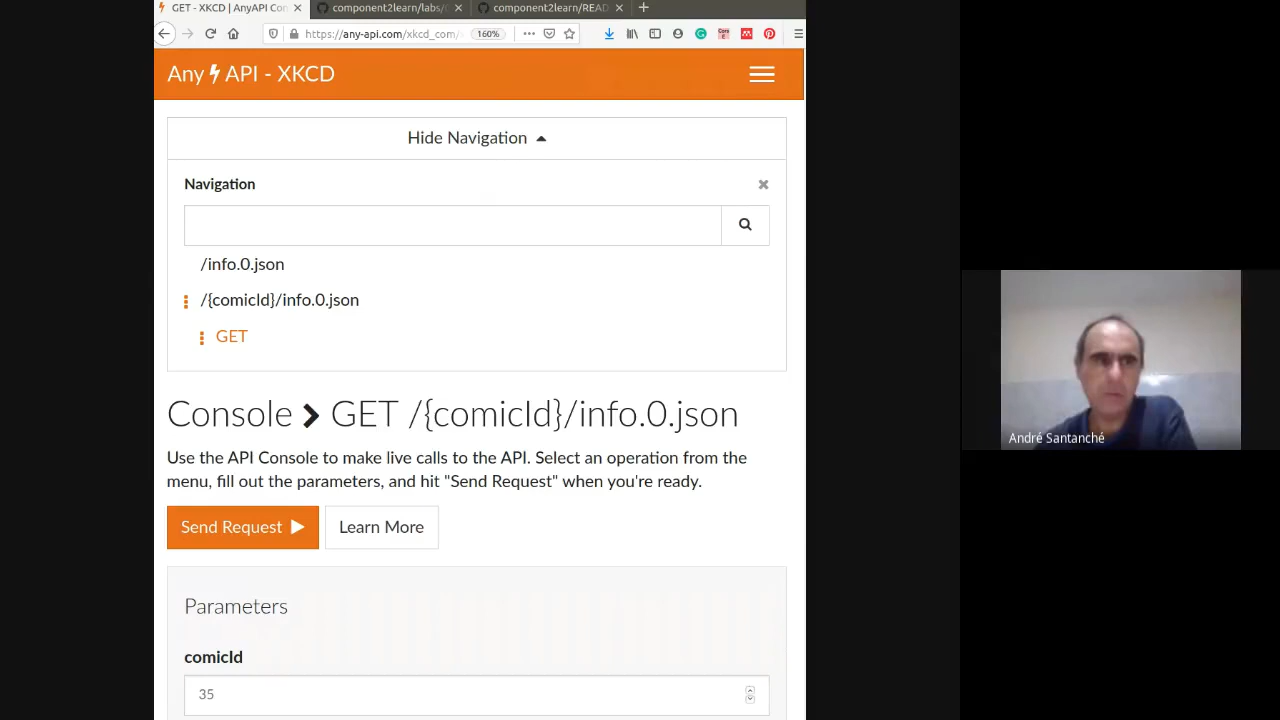 GET - XKCD | AnyAPI Con
component2learn/labs/
component2learn/READ
https://any-api.com/xkcd_com/
160%
Any API - XKCD
Hide Navigation
Navigation
/info.0.json
/{comicId}/info.0.json
GET
Console > GET /{comicId}/info.0.json
Use the API Console to make live calls to the API. Select an operation from the
menu, fill out the parameters, and hit "Send Request" when you're ready.
Send Request
Learn More
Parameters
comicId
35
André Santanché